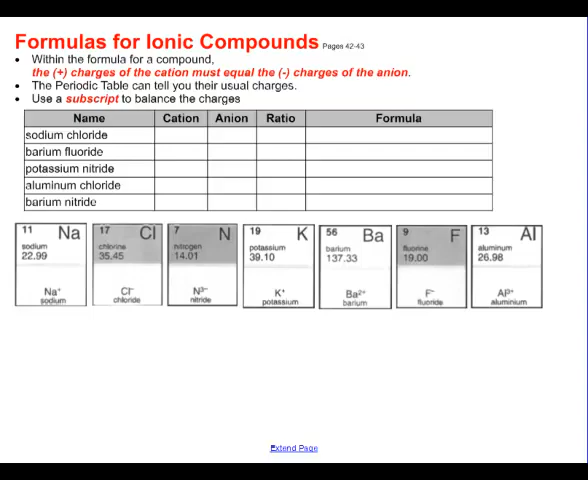 Formulas for Ionic Compounds Pages 42-43
• Within the formula for a compound,
the (+) charges of the cation must equal the (-) charges of the anion.
• The Periodic Table can tell you their usual charges.
• Use a subscript to balance the charges
Name Cation Anion Ratio Formula
sodium chloride
barium fluoride
potassium nitride
aluminum chloride
barium nitride
11 Na 17 Cl 7 N 19 K 56 Ba 9 F 13 Al
sodium chlorine nitrogen potassium barium fluorine aluminum
22.99 35.45 14.01 39.10 137.33 19.00 26.98
Na⁺ Cl⁻ N³⁻ K⁺ Ba²⁺ F⁻ Al³⁺
sodium chloride nitride potassium barium fluoride aluminium
Extend Page